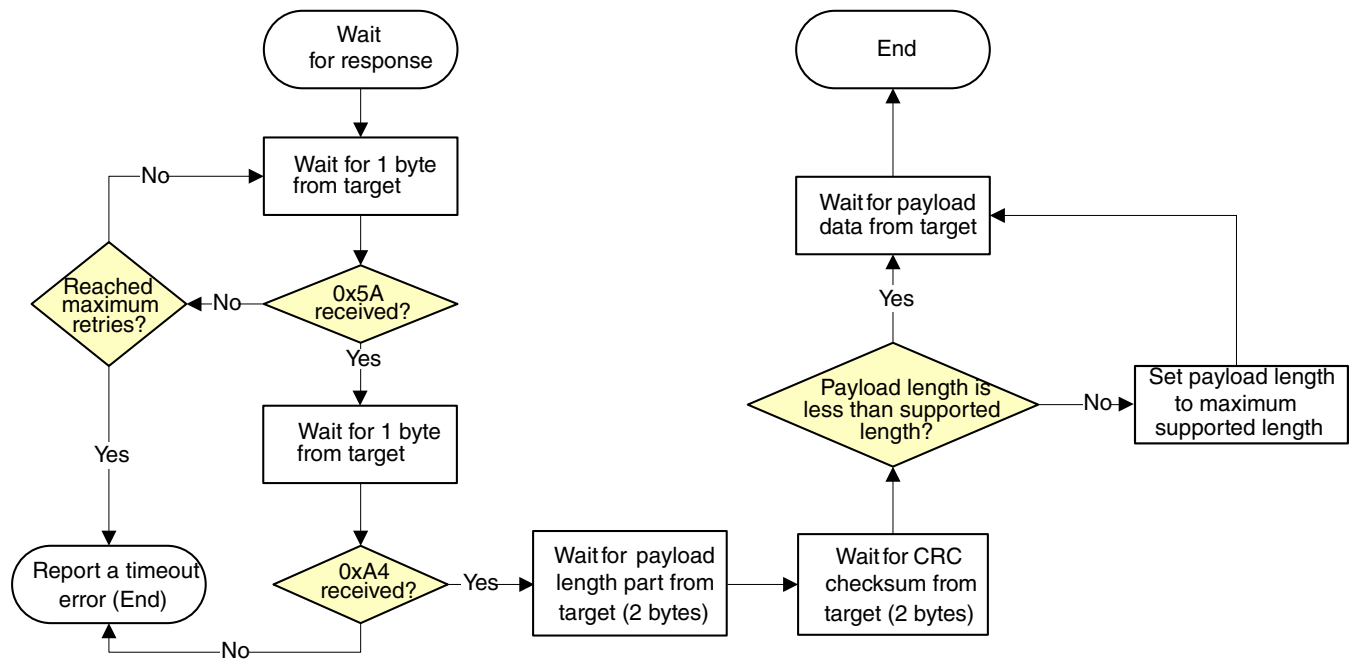 Wait
for response
Wait for 1 byte
from target
No
Reached
maximum
retries?
No
0x5A
received?
Yes
Wait for 1 byte
from target
Yes
Report a timeout
error (End)
0xA4
received?
No
Yes
Wait for payload
length part from
target (2 bytes)
Wait for CRC
checksum from
target (2 bytes)
Payload length is
less than supported
length?
No
Set payload length
to maximum
supported length
Yes
Wait for payload
data from target
End